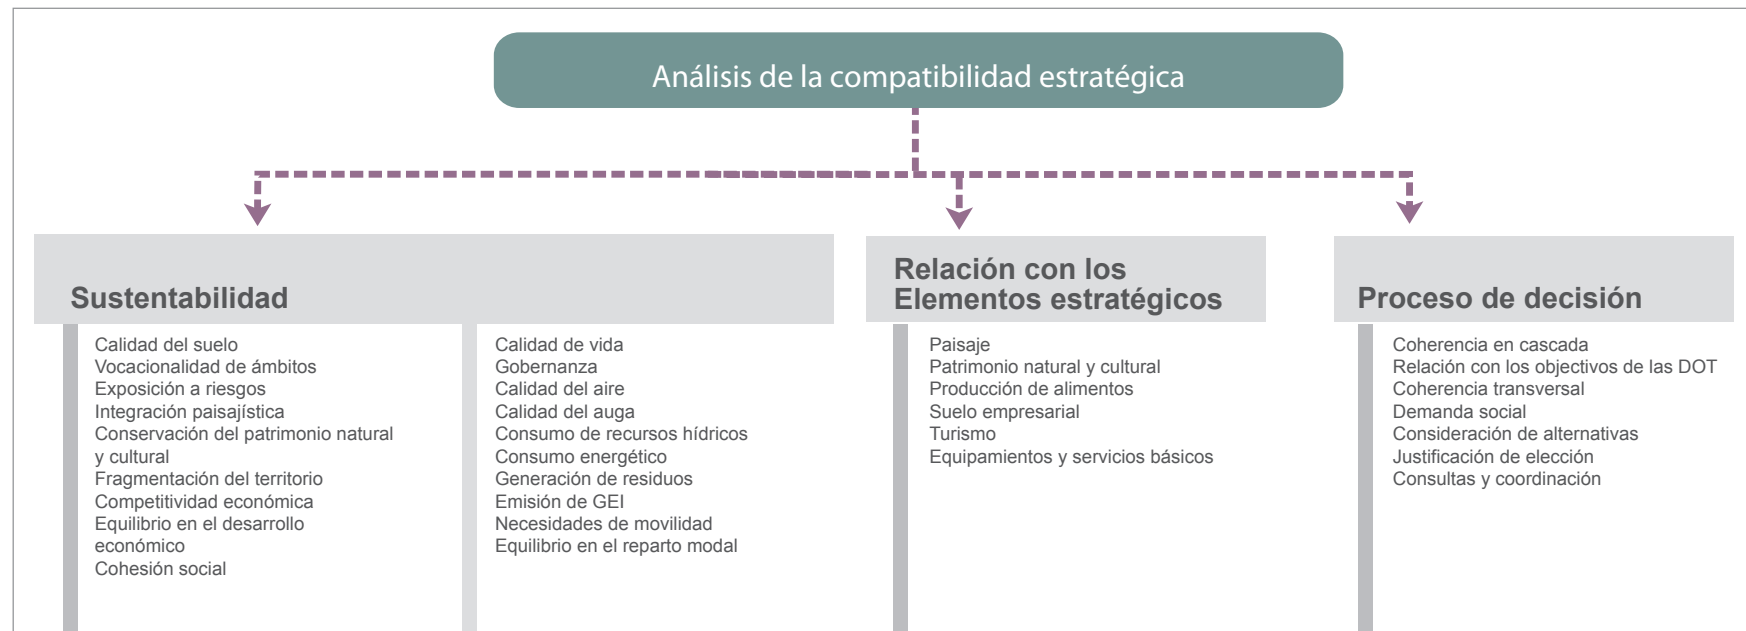 Análisis de la compatibilidad estratégica
Sustentabilidad
Calidad del suelo
Vocacionalidad de ámbitos
Exposición a riesgos
Integración paisajística
Conservación del patrimonio natural
y cultural
Fragmentación del territorio
Competitividad económica
Equilibrio en el desarrollo
económico
Cohesión social
Calidad de vida
Gobernanza
Calidad del aire
Calidad del auga
Consumo de recursos hídricos
Consumo energético
Generación de residuos
Emisión de GEI
Necesidades de movilidad
Equilibrio en el reparto modal
Relación con los
Elementos estratégicos
Paisaje
Patrimonio natural y cultural
Producción de alimentos
Suelo empresarial
Turismo
Equipamientos y servicios básicos
Proceso de decisión
Coherencia en cascada
Relación con los objectivos de las DOT
Coherencia transversal
Demanda social
Consideración de alternativas
Justificación de elección
Consultas y coordinación